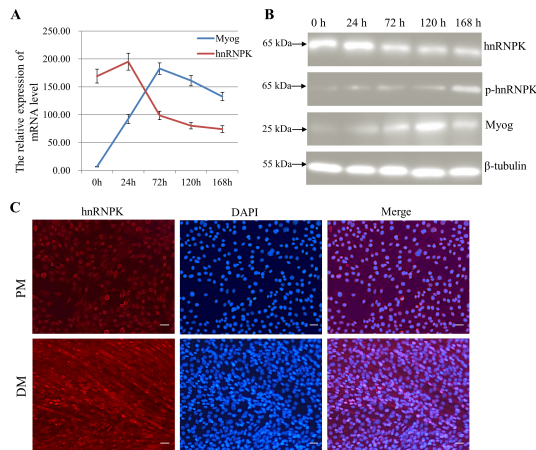 A
The relative expression of
mRNA level
250.00
200.00
150.00
100.00
50.00
0.00
0h 24h 72h 120h 168h
Myog
hnRNPK
B
0 h 24 h 72 h 120 h 168 h
65 kDa hnRNPK
65 kDa p-hnRNPK
25 kDa Myog
55 kDa β-tubulin
C
hnRNPK DAPI Merge
PM
DM